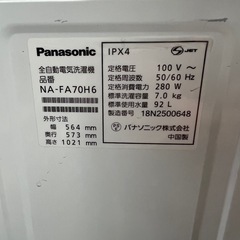 Panasonic
全自動電気洗濯機
品番
NA-FA70H6
外形寸法
幅 564 mm
奥行 573 mm
高さ 1021 mm
IPX4
JET
定格電圧 100 V ~
定格周波数 50/60 Hz
定格消費電力 280 W
標準洗濯容量 7.0 kg
標準使用水量 92 L
製造番号 18N2500648
パナソニック株式会社
中国製